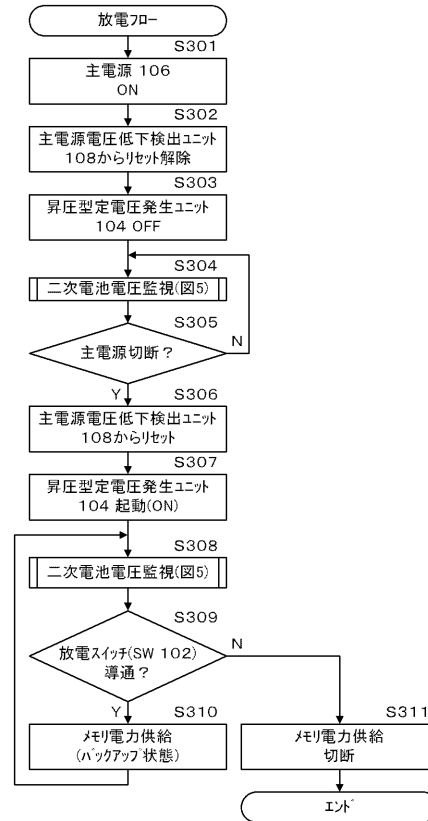 放電フロー
S301
主電源 106
ON
S302
主電源電圧低下検出ユニット
108からリセット解除
S303
昇圧型定電圧発生ユニット
104 OFF
S304
二次電池電圧監視(図5)
S305
主電源切断？
N
Y
S306
主電源電圧低下検出ユニット
108からリセット
S307
昇圧型定電圧発生ユニット
104 起動(ON)
S308
二次電池電圧監視(図5)
S309
放電スイッチ(SW 102)
導通？
N
Y
S310
メモリ電力供給
(バックアップ状態)
S311
メモリ電力供給
切断
エンド